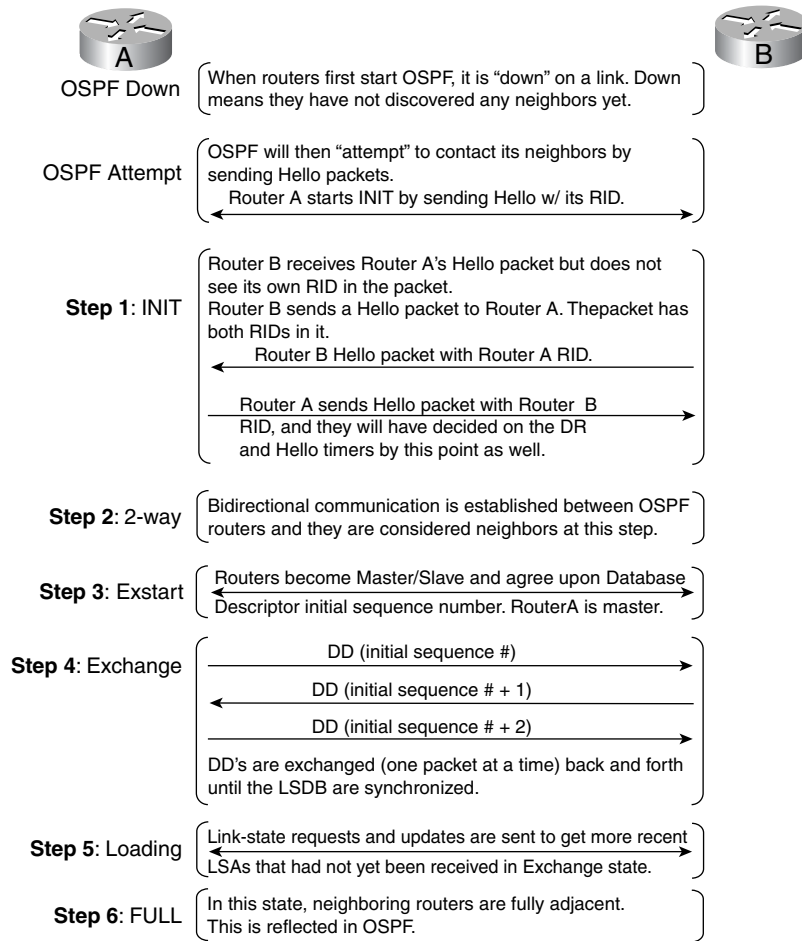 A
B
OSPF Down
When routers first start OSPF, it is “down” on a link. Down
means they have not discovered any neighbors yet.
OSPF Attempt
OSPF will then “attempt” to contact its neighbors by
sending Hello packets.
Router A starts INIT by sending Hello w/ its RID.
Step 1: INIT
Router B receives Router A’s Hello packet but does not
see its own RID in the packet.
Router B sends a Hello packet to Router A. Thepacket has
both RIDs in it.
Router B Hello packet with Router A RID.
Router A sends Hello packet with Router B
RID, and they will have decided on the DR
and Hello timers by this point as well.
Step 2: 2-way
Bidirectional communication is established between OSPF
routers and they are considered neighbors at this step.
Step 3: Exstart
Routers become Master/Slave and agree upon Database
Descriptor initial sequence number. RouterA is master.
Step 4: Exchange
DD (initial sequence #)
DD (initial sequence # + 1)
DD (initial sequence # + 2)
DD’s are exchanged (one packet at a time) back and forth
until the LSDB are synchronized.
Step 5: Loading
Link-state requests and updates are sent to get more recent
LSAs that had not yet been received in Exchange state.
Step 6: FULL
In this state, neighboring routers are fully adjacent.
This is reflected in OSPF.